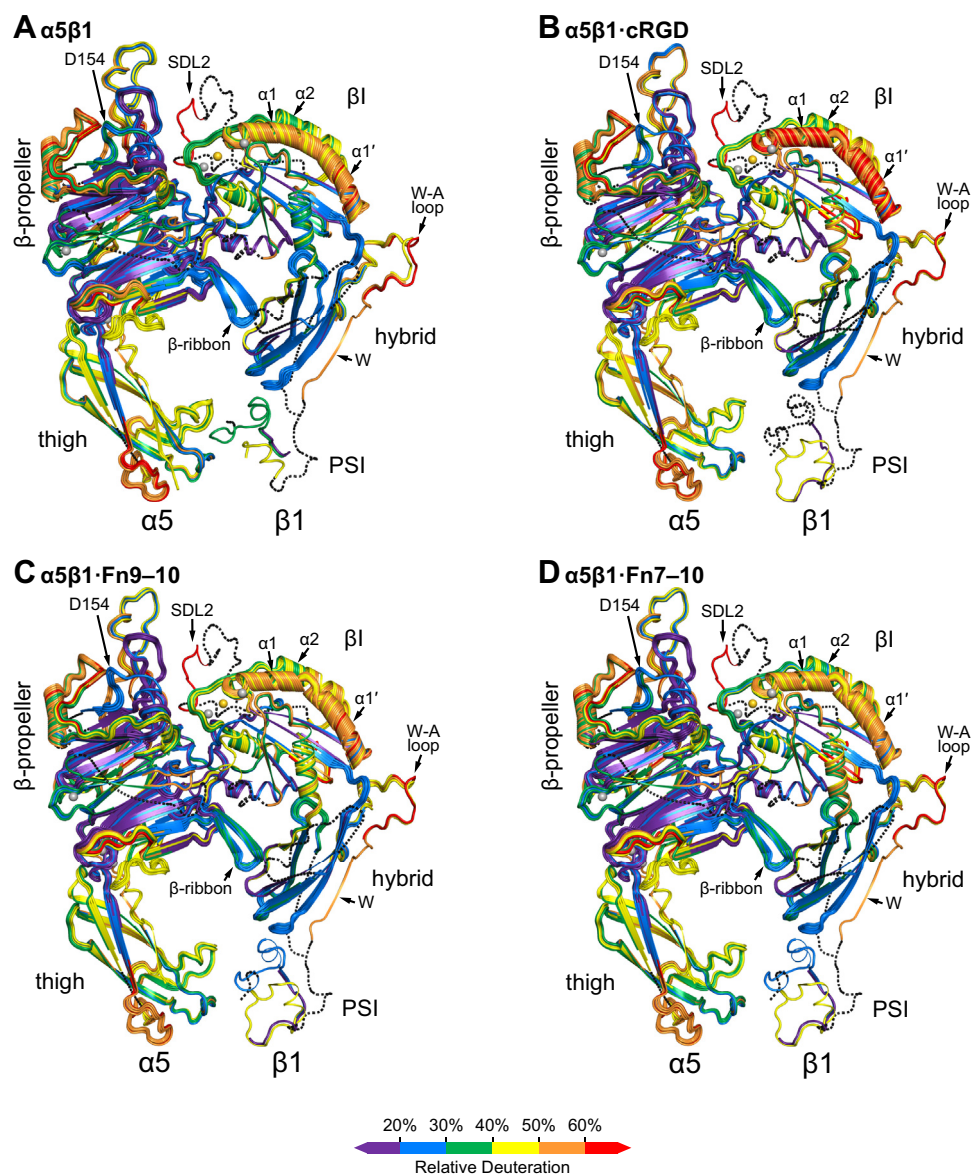 A α5β1
D154
SDL2
α1
α2
βI
α1′
W-A
loop
β-propeller
β-ribbon
hybrid
W
thigh
PSI
α5
β1
B α5β1·cRGD
D154
SDL2
α1
α2
βI
α1′
W-A
loop
β-propeller
β-ribbon
hybrid
W
thigh
PSI
α5
β1
C α5β1·Fn9–10
D154
SDL2
α1
α2
βI
α1′
W-A
loop
β-propeller
β-ribbon
hybrid
W
thigh
PSI
α5
β1
D α5β1·Fn7–10
D154
SDL2
α1
α2
βI
α1′
W-A
loop
β-propeller
β-ribbon
hybrid
W
thigh
PSI
α5
β1
20% 30% 40% 50% 60%
Relative Deuteration